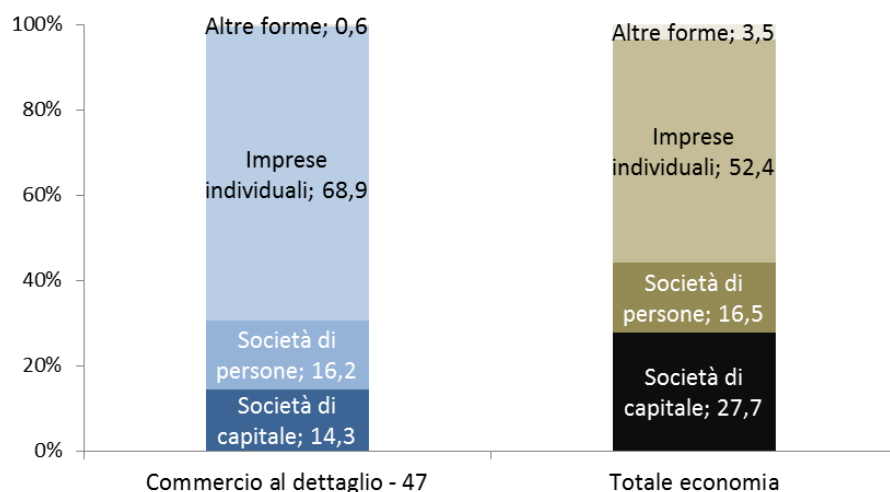 100%
80%
60%
40%
20%
0%
Altre forme; 0,6
Imprese
individuali; 68,9
Società di
persone; 16,2
Società di
capitale; 14,3
Altre forme; 3,5
Imprese
individuali; 52,4
Società di
persone; 16,5
Società di
capitale; 27,7
Commercio al dettaglio - 47
Totale economia